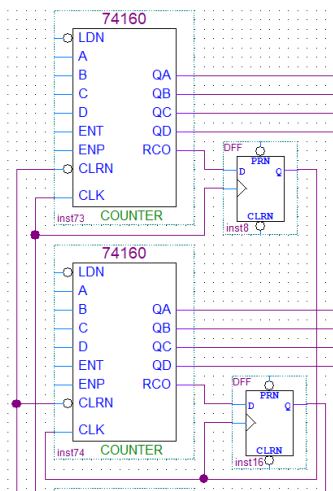 74160
LDN
A
B QA
C QB
D QC
ENT QD
ENP RCO
CLRN
CLK
inst73 COUNTER
DFF
PRN
D Q
CLRN
inst8
74160
LDN
A
B QA
C QB
D QC
ENT QD
ENP RCO
CLRN
CLK
inst74 COUNTER
DFF
PRN
D Q
CLRN
inst16